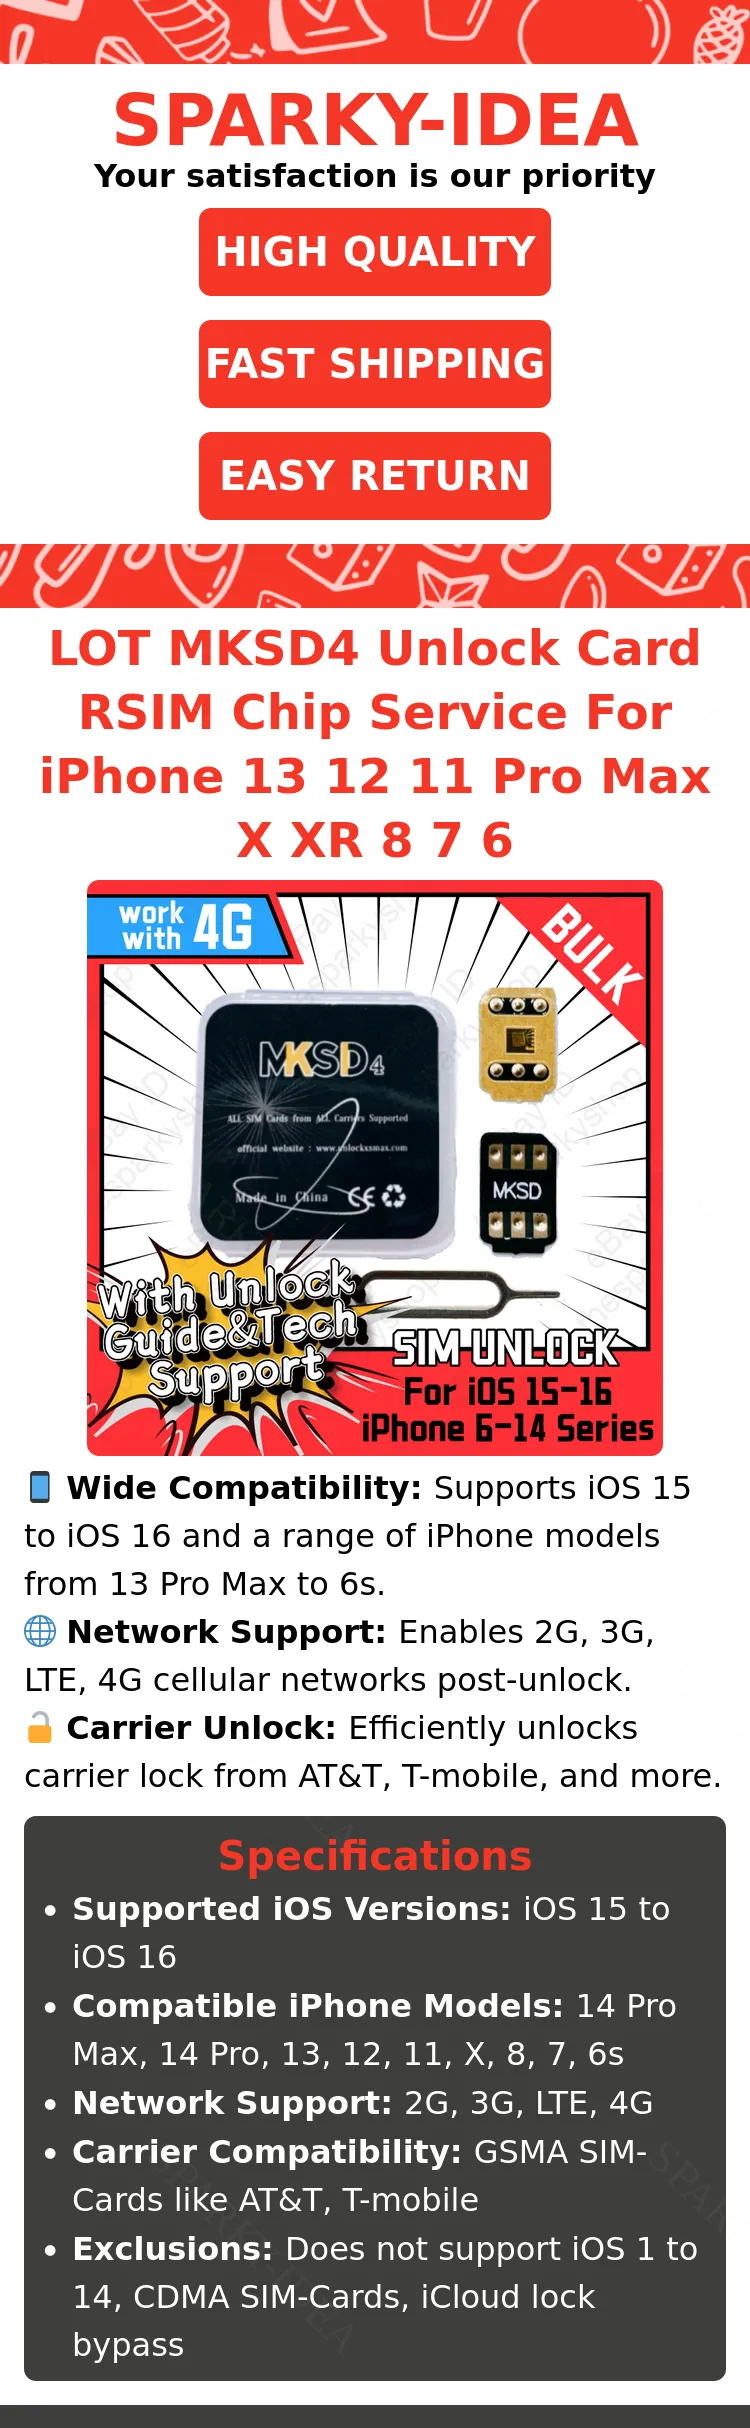 SPARKY-IDEA
Your satisfaction is our priority
HIGH QUALITY
FAST SHIPPING
EASY RETURN
LOT MKSD4 Unlock Card
RSIM Chip Service For
iPhone 13 12 11 Pro Max
X XR 8 7 6
work
with 4G
BULK
MKSD4
ALL SIM Cards from ALL Carriers Supported
official website : www.unlockxsmax.com
Made in China CE
MKSD
With Unlock
Guide&Tech
Support
SIM UNLOCK
For iOS 15-16
iPhone 6-14 Series
Wide Compatibility: Supports iOS 15
to iOS 16 and a range of iPhone models
from 13 Pro Max to 6s.
Network Support: Enables 2G, 3G,
LTE, 4G cellular networks post-unlock.
Carrier Unlock: Efficiently unlocks
carrier lock from AT&T, T-mobile, and more.
Specifications
• Supported iOS Versions: iOS 15 to
iOS 16
• Compatible iPhone Models: 14 Pro
Max, 14 Pro, 13, 12, 11, X, 8, 7, 6s
• Network Support: 2G, 3G, LTE, 4G
• Carrier Compatibility: GSMA SIM-
Cards like AT&T, T-mobile
• Exclusions: Does not support iOS 1 to
14, CDMA SIM-Cards, iCloud lock
bypass